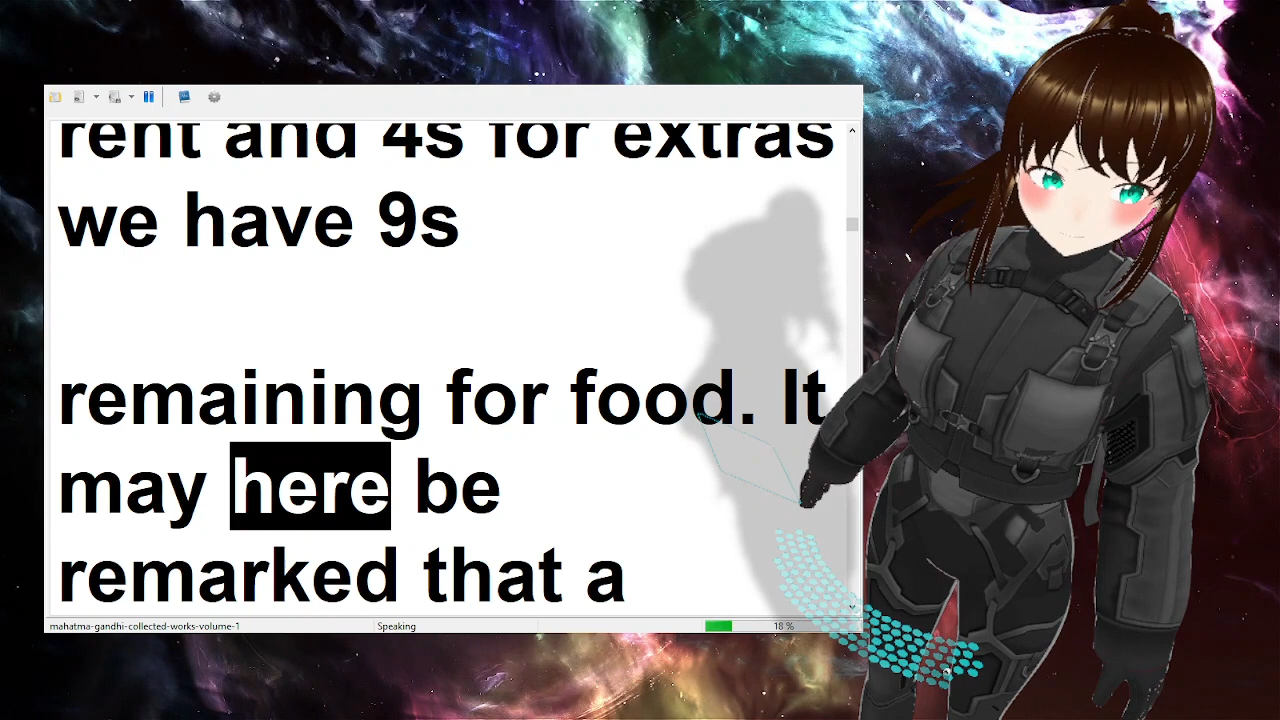 rent and 4s for extras
we have 9s
remaining for food. It
may here be
remarked that a
mahatma-gandhi-collected-works-volume-1 Speaking 18 %